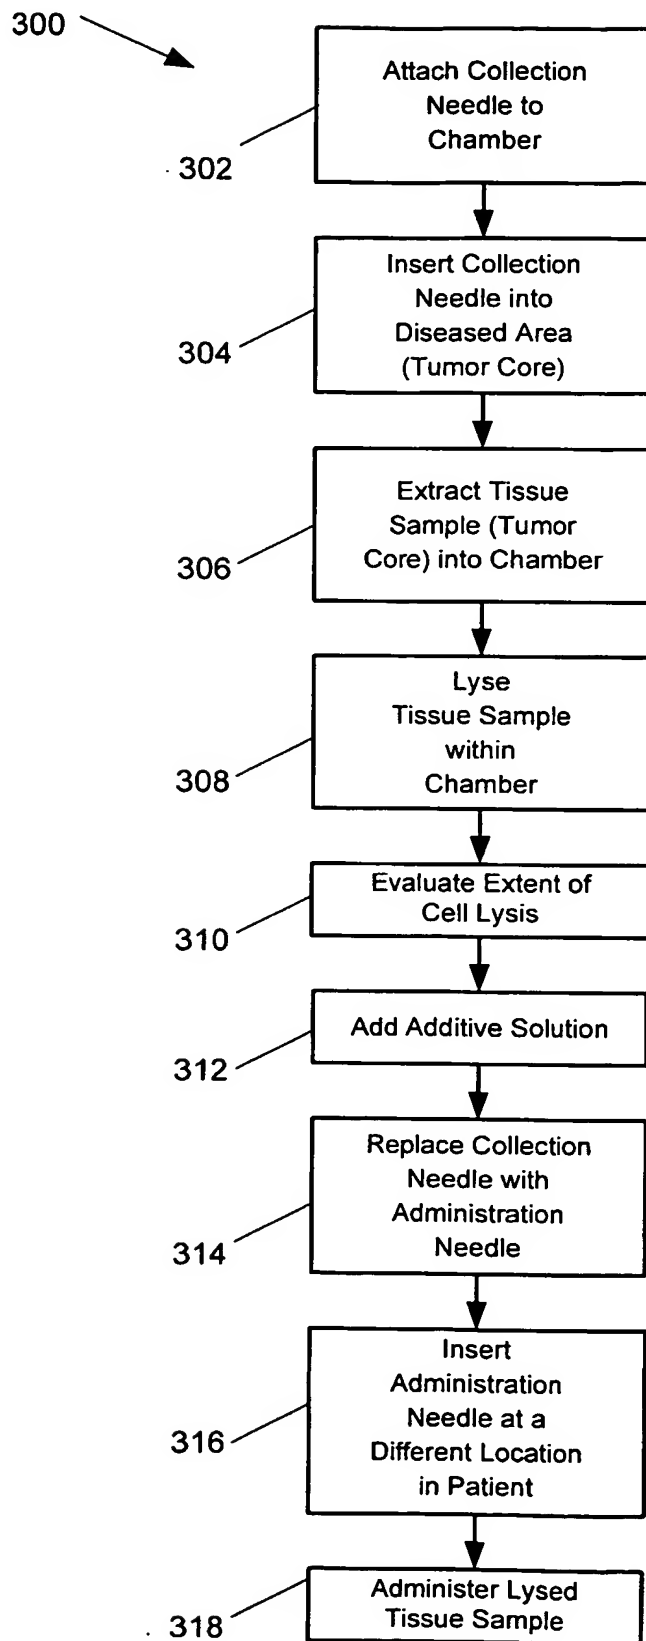 300
Attach Collection
Needle to
Chamber
302
Insert Collection
Needle into
Diseased Area
(Tumor Core)
304
Extract Tissue
Sample (Tumor
Core) into Chamber
306
Lyse
Tissue Sample
within
Chamber
308
Evaluate Extent of
Cell Lysis
310
Add Additive Solution
312
Replace Collection
Needle with
Administration
Needle
314
Insert
Administration
Needle at a
Different Location
in Patient
316
Administer Lysed
Tissue Sample
318